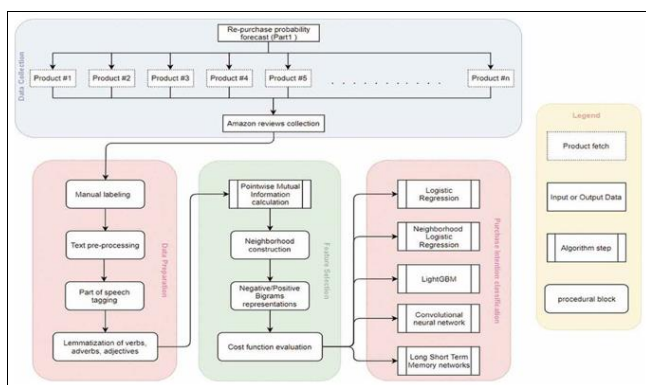 Re-purchase probability
forecast (Part1 )
Product #1
Product #2
Product #3
Product #4
Product #5
. . . . . . . . . . . .
Product #n
Data Collection
Amazon reviews collection
Manual labeling
Text pre-processing
Part of speech
tagging
Lemmatization of verbs,
adverbs, adjectives
Data Preparation
Pointwise Mutual
Information
calculation
Neighborhood
construction
Negative/Positive
Bigrams
representations
Cost function evaluation
Feature Selection
Logistic
Regression
Neighborhood
Logistic
Regression
LightGBM
Convolutional
neural network
Long Short Term
Memory networks
Purchase Intention classification
Legend
Product fetch
Input or Output Data
Algorithm step
procedural block